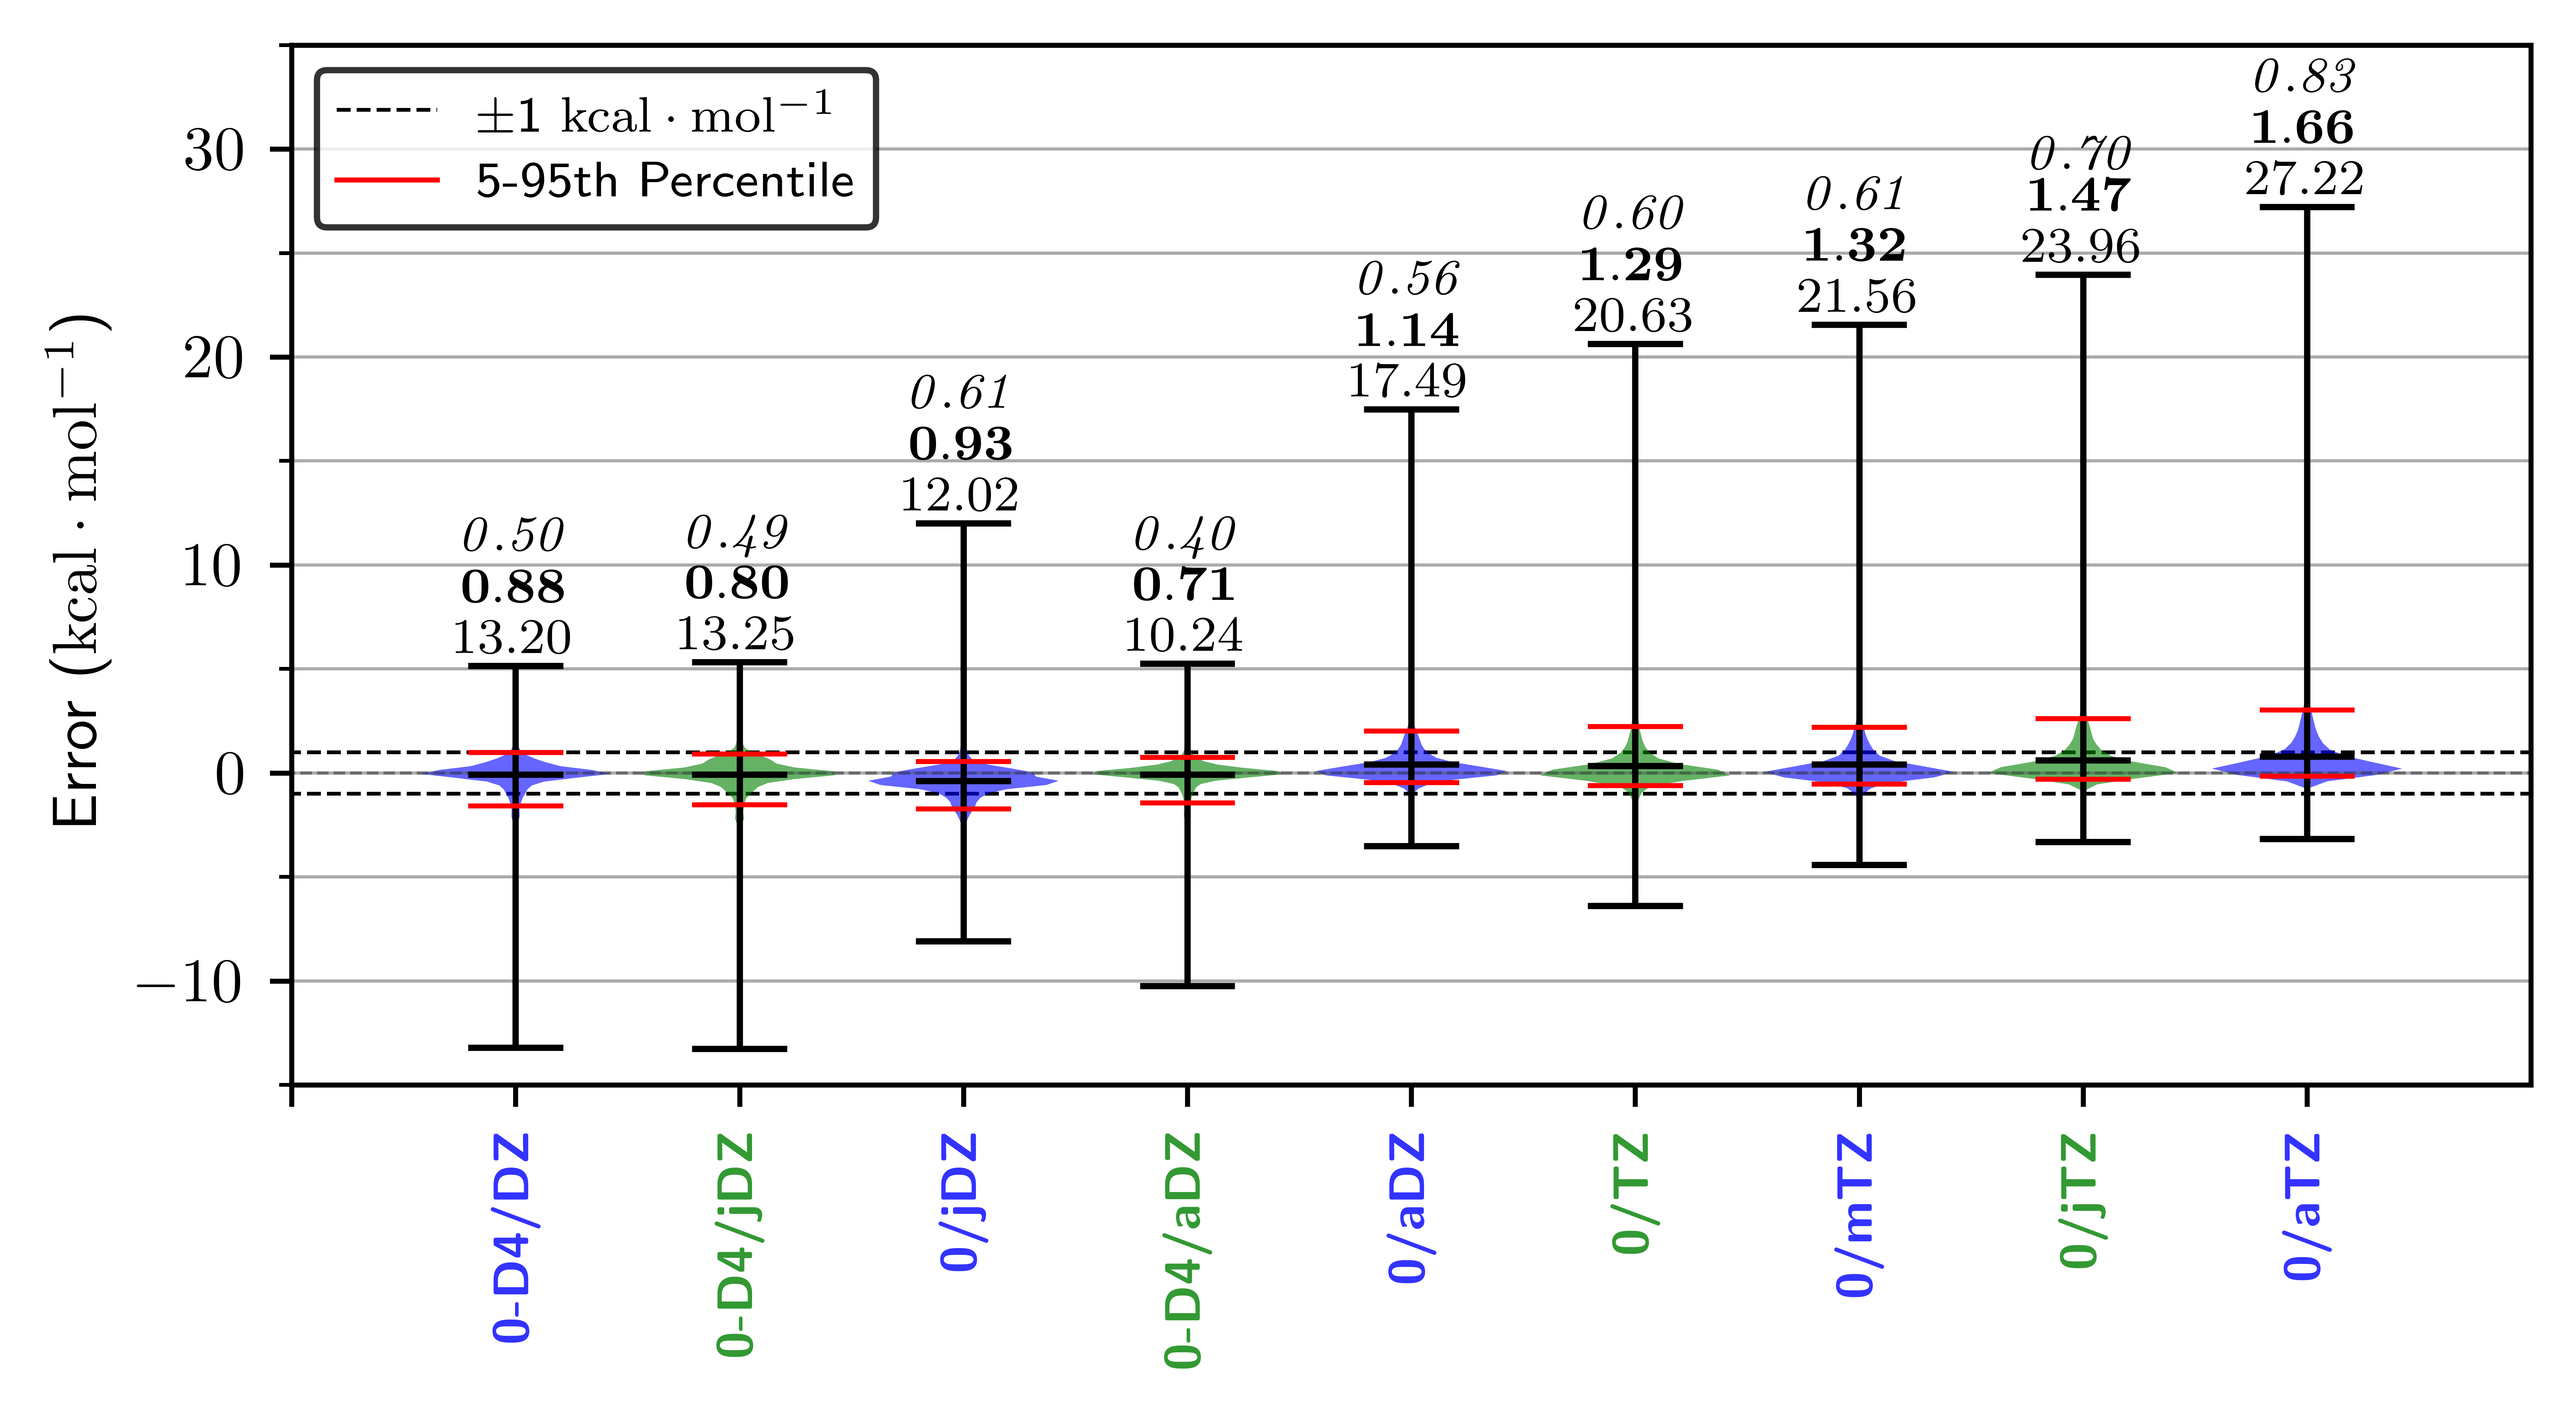 ±1 kcal · mol⁻¹
5-95th Percentile
Error (kcal · mol⁻¹)
30
20
10
0
−10
0.50
0.88
13.20
0.49
0.80
13.25
0.61
0.93
12.02
0.40
0.71
10.24
0.56
1.14
17.49
0.60
1.29
20.63
0.61
1.32
21.56
0.70
1.47
23.96
0.83
1.66
27.22
0-D4/DZ
0-D4/jDZ
0/jDZ
0-D4/aDZ
0/aDZ
0/TZ
0/mTZ
0/jTZ
0/aTZ